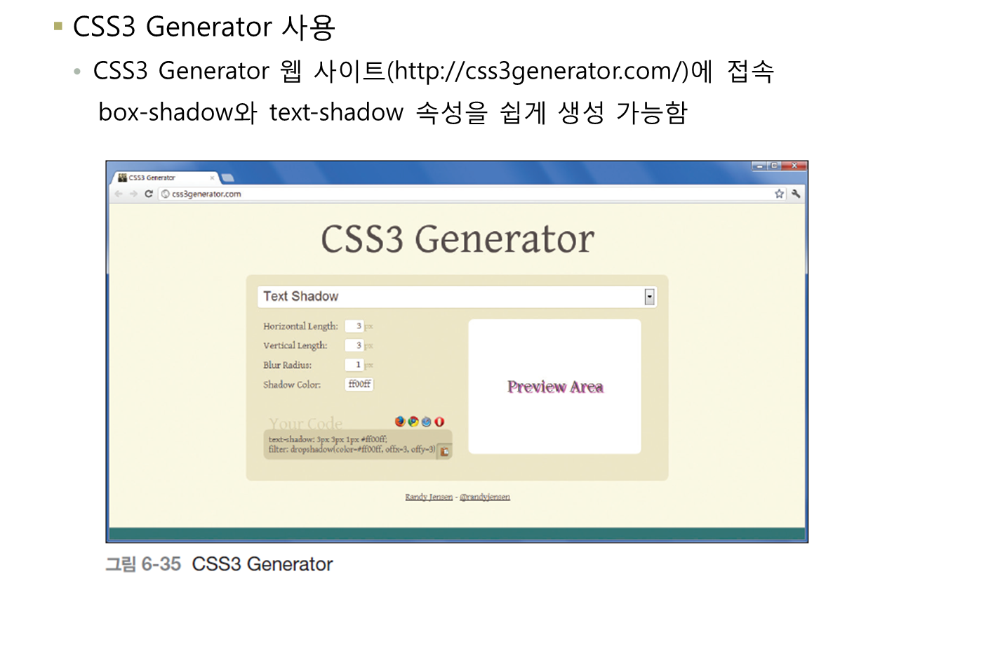 CSS3 Generator 사용
CSS3 Generator 웹 사이트(http://css3generator.com/)에 접속
box-shadow와 text-shadow 속성을 쉽게 생성 가능함
CSS3 Generator
css3generator.com
CSS3 Generator
Text Shadow
Horizontal Length: 3 px
Vertical Length: 3 px
Blur Radius: 1 px
Shadow Color: ff00ff
Preview Area
Your Code
text-shadow: 3px 3px 1px #ff00ff;
filter: dropshadow(color=#ff00ff, offx=3, offy=3)
Randy Jensen - @randyjensen
그림 6-35 CSS3 Generator